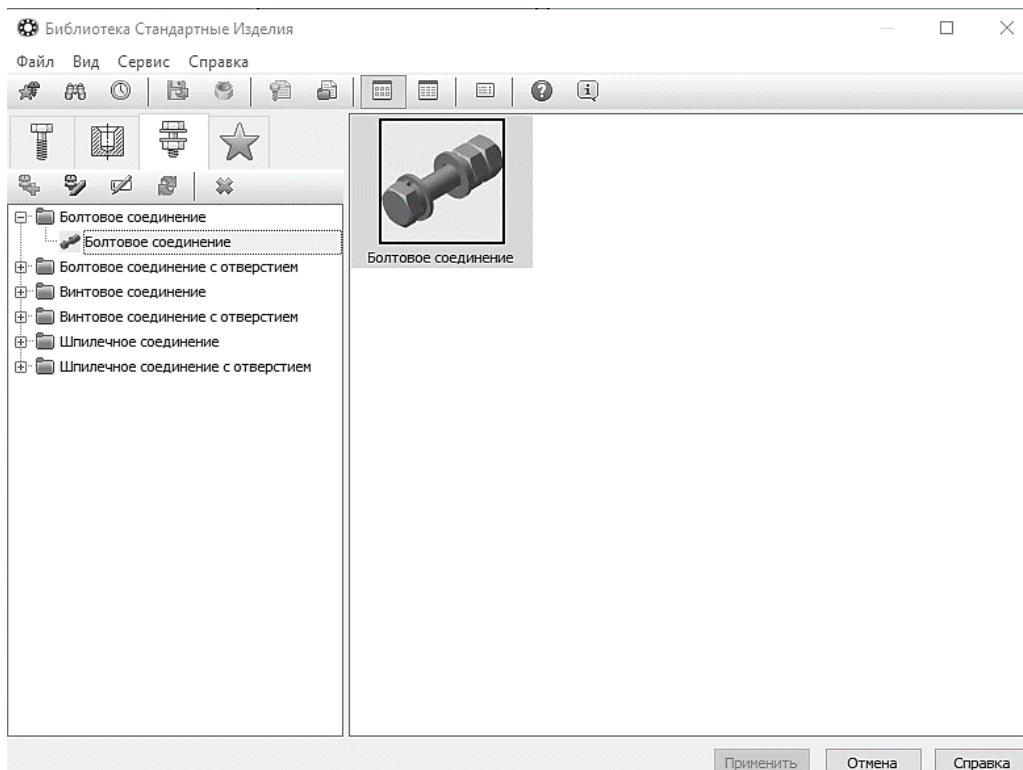 Библиотека Стандартные Изделия
Файл Вид Сервис Справка
Болтовое соединение
Болтовое соединение
Болтовое соединение с отверстием
Винтовое соединение
Винтовое соединение с отверстием
Шпилечное соединение
Шпилечное соединение с отверстием
Болтовое соединение
Применить Отмена Справка